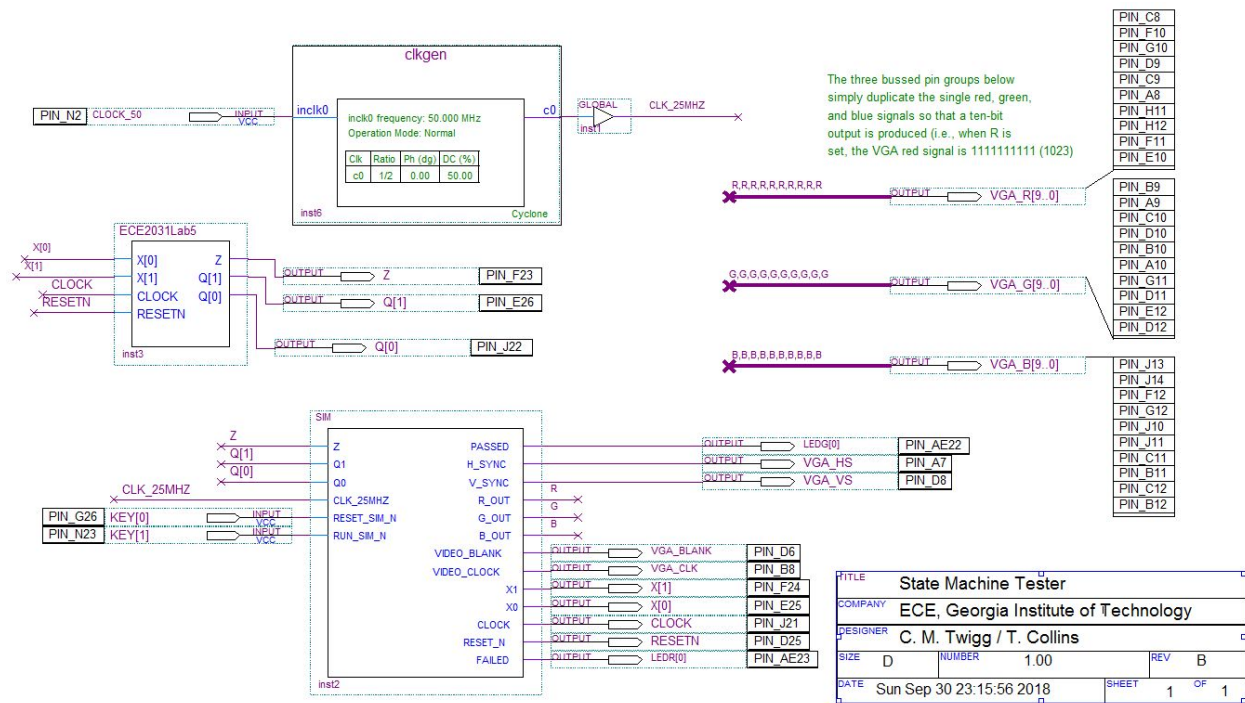 clkgen
PIN_N2 CLOCK_50 INPUT VCC
inclk0
c0
inclk0 frequency: 50.000 MHz
Operation Mode: Normal
Clk Ratio Ph (dg) DC (%)
c0 1/2 0.00 50.00
inst6
Cyclone
GLOBAL
inst1
CLK_25MHZ
The three bussed pin groups below
simply duplicate the single red, green,
and blue signals so that a ten-bit
output is produced (i.e., when R is
set, the VGA red signal is 1111111111 (1023)
R,R,R,R,R,R,R,R,R,R OUTPUT VGA_R[9..0]
PIN_C8
PIN_F10
PIN_G10
PIN_D9
PIN_C9
PIN_A8
PIN_H11
PIN_H12
PIN_F11
PIN_E10
G,G,G,G,G,G,G,G,G,G OUTPUT VGA_G[9..0]
PIN_B9
PIN_A9
PIN_C10
PIN_D10
PIN_B10
PIN_A10
PIN_G11
PIN_D11
PIN_E12
PIN_D12
B,B,B,B,B,B,B,B,B,B OUTPUT VGA_B[9..0]
PIN_J13
PIN_J14
PIN_F12
PIN_G12
PIN_J10
PIN_J11
PIN_C11
PIN_B11
PIN_C12
PIN_B12
ECE2031Lab5
X[0]
X[1]
CLOCK
RESETN
X[0] Z
X[1] Q[1]
CLOCK Q[0]
RESETN
inst3
OUTPUT Z PIN_F23
OUTPUT Q[1] PIN_E26
OUTPUT Q[0] PIN_J22
SIM
Z
Q[1]
Q[0]
CLK_25MHZ
PIN_G26 KEY[0] INPUT VCC
PIN_N23 KEY[1] INPUT VCC
Z
Q1
Q0
CLK_25MHZ
RESET_SIM_N
RUN_SIM_N
PASSED
H_SYNC
V_SYNC
R_OUT
G_OUT
B_OUT
VIDEO_BLANK
VIDEO_CLOCK
X1
X0
CLOCK
RESET_N
FAILED
inst2
OUTPUT LEDG[0] PIN_AE22
OUTPUT VGA_HS PIN_A7
OUTPUT VGA_VS PIN_D8
R
G
B
OUTPUT VGA_BLANK PIN_D6
OUTPUT VGA_CLK PIN_B8
OUTPUT X[1] PIN_F24
OUTPUT X[0] PIN_E25
OUTPUT CLOCK PIN_J21
OUTPUT RESETN PIN_D25
OUTPUT LEDR[0] PIN_AE23
TITLE State Machine Tester
COMPANY ECE, Georgia Institute of Technology
DESIGNER C. M. Twigg / T. Collins
SIZE D NUMBER 1.00 REV B
DATE Sun Sep 30 23:15:56 2018 SHEET 1 OF 1